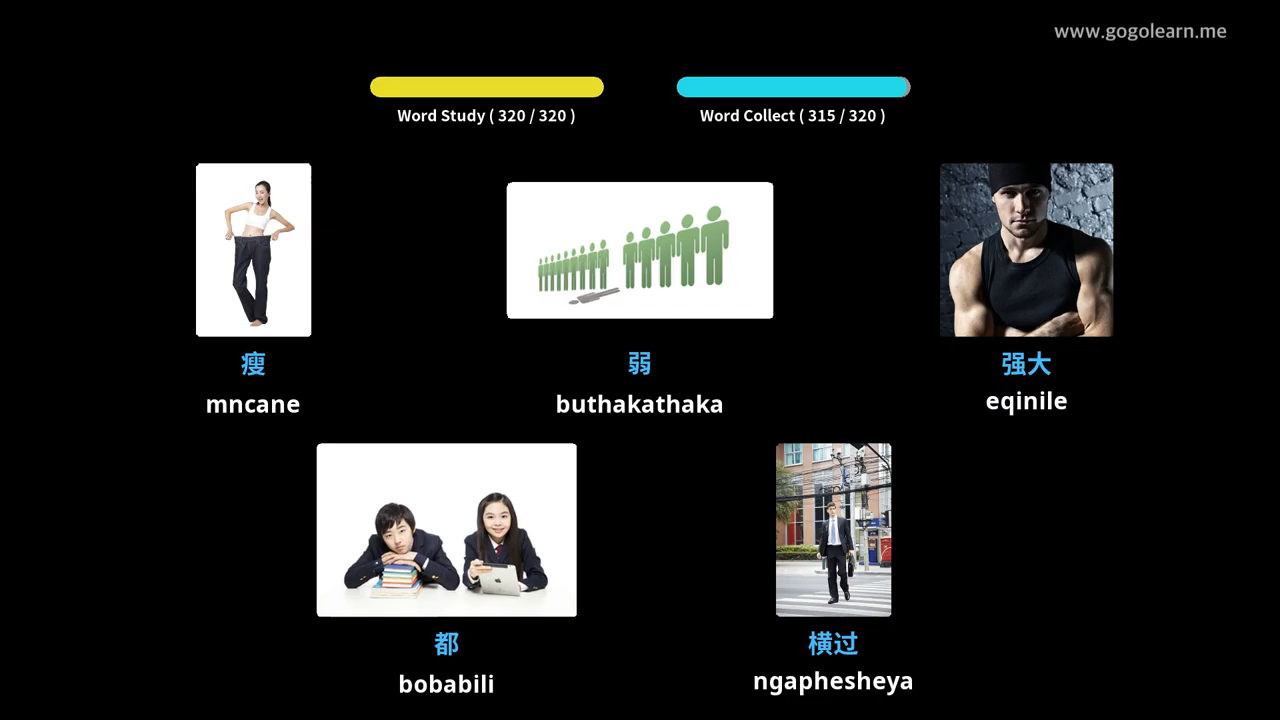 www.gogolearn.me
Word Study ( 320 / 320 )
Word Collect ( 315 / 320 )
瘦
mncane
弱
buthakathaka
强大
eqinile
都
bobabili
横过
ngaphesheya